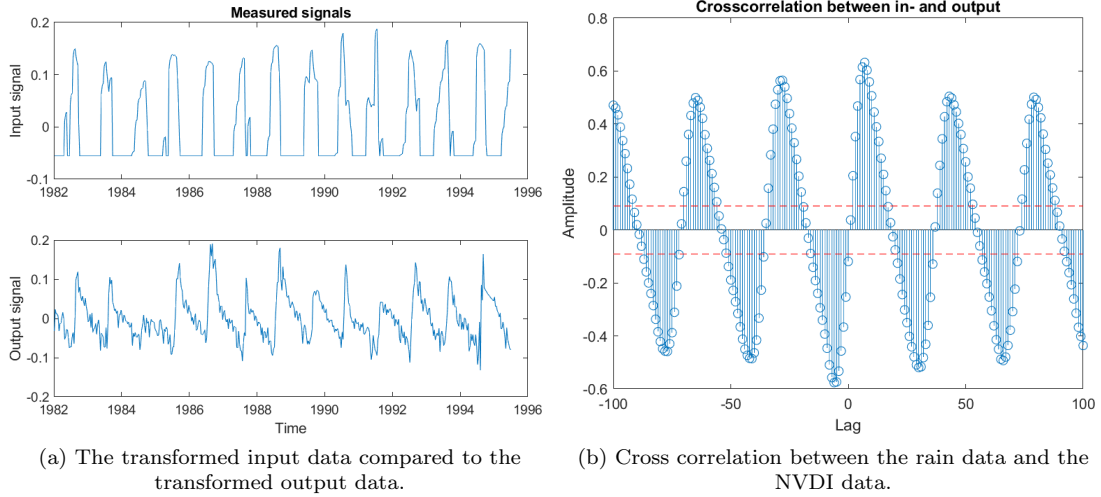 Measured signals
0.2
0.1
0
-0.1
Input signal
1982 1984 1986 1988 1990 1992 1994 1996
0.2
0.1
0
-0.1
-0.2
Output signal
1982 1984 1986 1988 1990 1992 1994 1996
Time
(a) The transformed input data compared to the
transformed output data.
Crosscorrelation between in- and output
0.8
0.6
0.4
0.2
0
-0.2
-0.4
-0.6
Amplitude
-100 -50 0 50 100
Lag
(b) Cross correlation between the rain data and the
NVDI data.